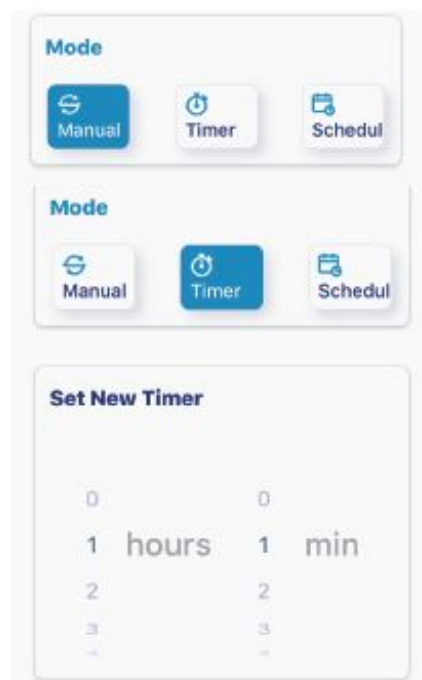 Mode
Manual Timer Schedul
Mode
Manual Timer Schedul
Set New Timer
0 0
1 hours 1 min
2 2
3 3